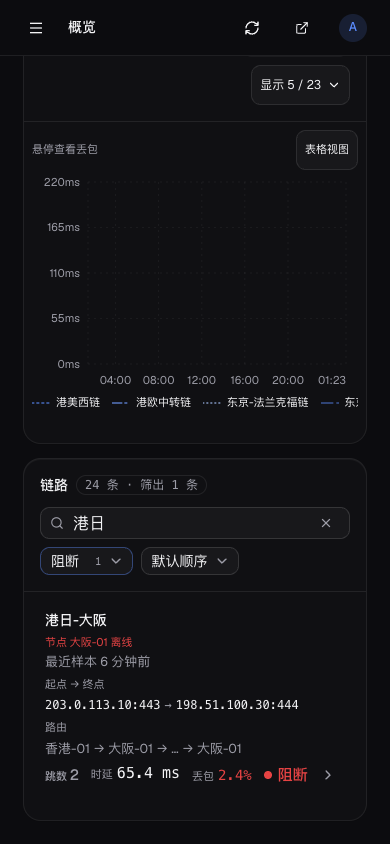 概览
A
显示 5 / 23
悬停查看丢包
表格视图
220ms
165ms
110ms
55ms
0ms
04:00 08:00 12:00 16:00 20:00 01:23
港美西链 港欧中转链 东京-法兰克福链 东
链路 24 条 · 筛出 1 条
港日
阻断 1 默认顺序
港日-大阪
节点 大阪-01 离线
最近样本 6 分钟前
起点 → 终点
203.0.113.10:443 → 198.51.100.30:444
路由
香港-01 → 大阪-01 → … → 大阪-01
跳数 2 时延 65.4 ms 丢包 2.4% 阻断